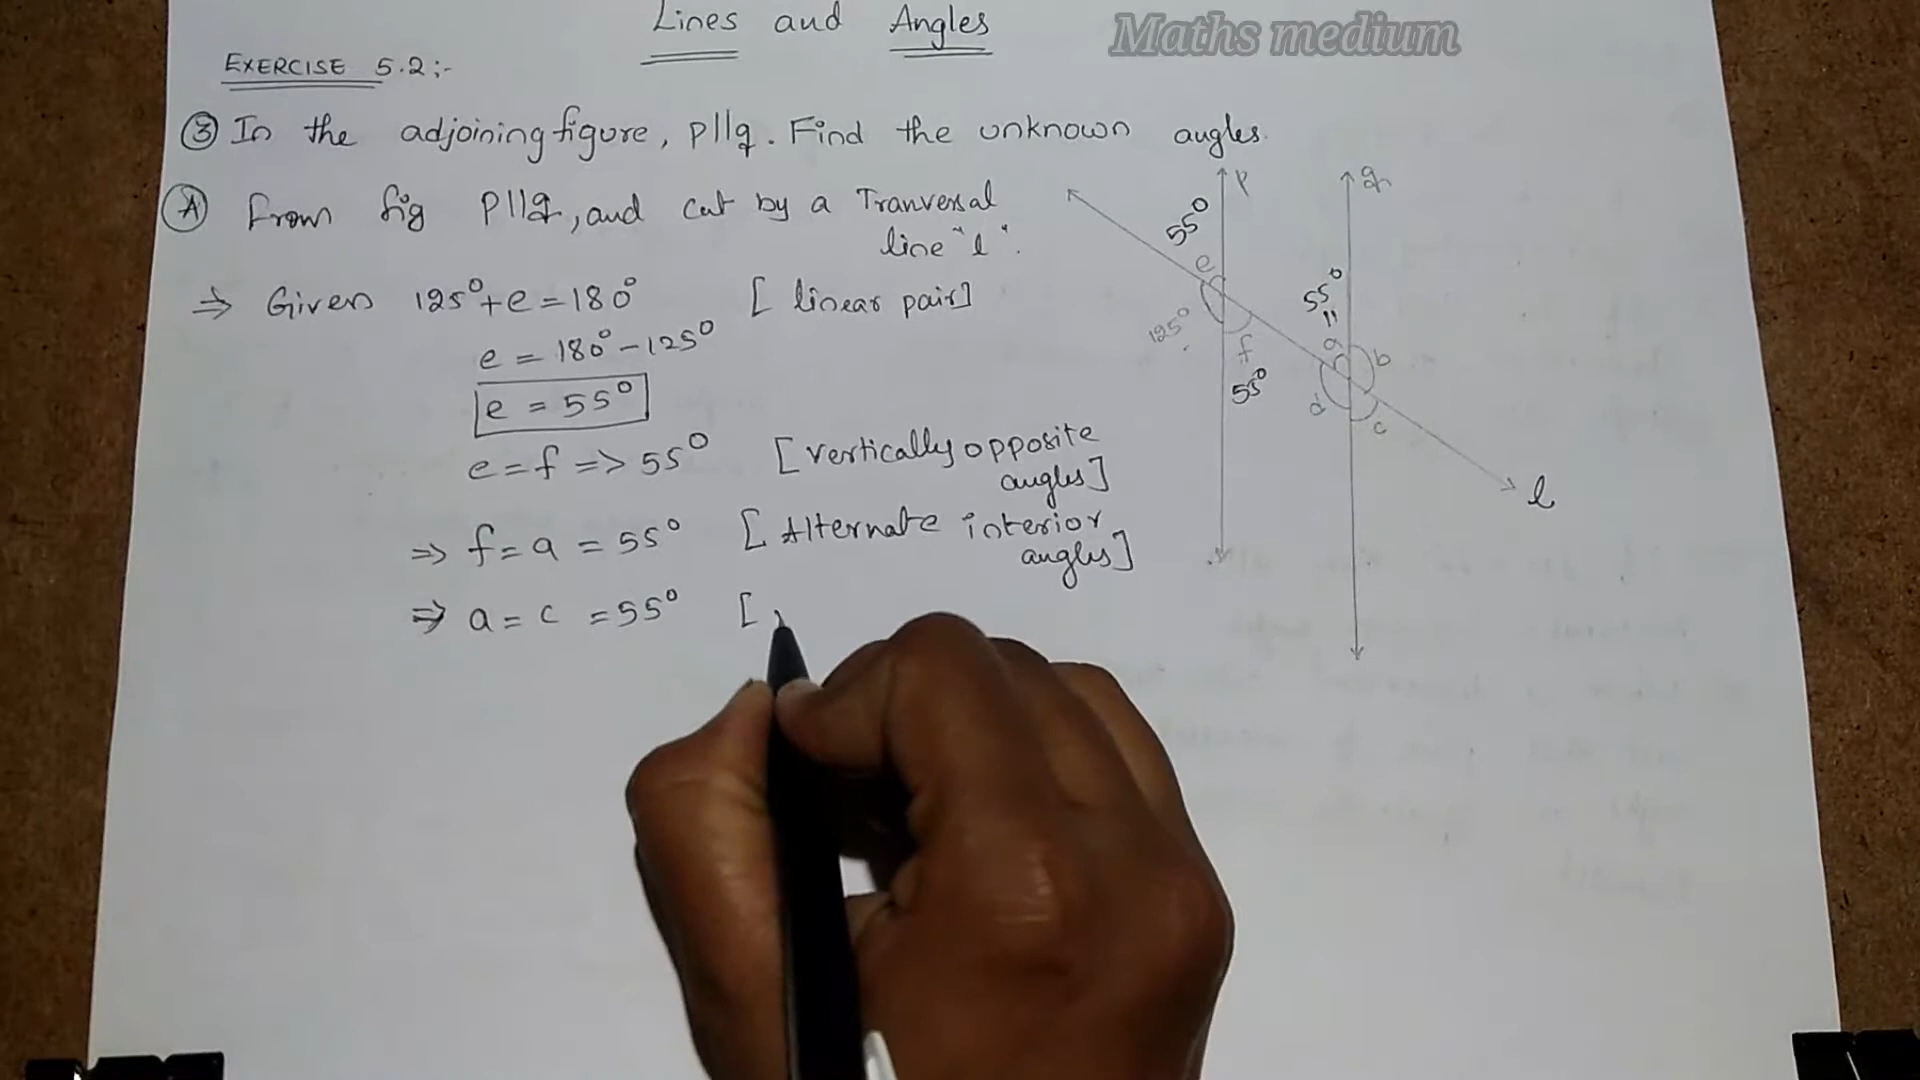 Lines and Angles
Maths medium
EXERCISE 5.2:-
③ In the adjoining figure, p||q. Find the unknown angles.
Ⓐ From fig P||q, and cut by a Tranversal
line "l".
⇒ Given 125°+e=180° [linear pair]
e = 180°-125°
e = 55°
e=f => 55° [vertically opposite
angles]
⇒ f=a = 55° [Alternate interior
angles]
⇒ a=c =55° [
P
q
55°
e
125°
f
55°
55°
=
a
b
d
c
l